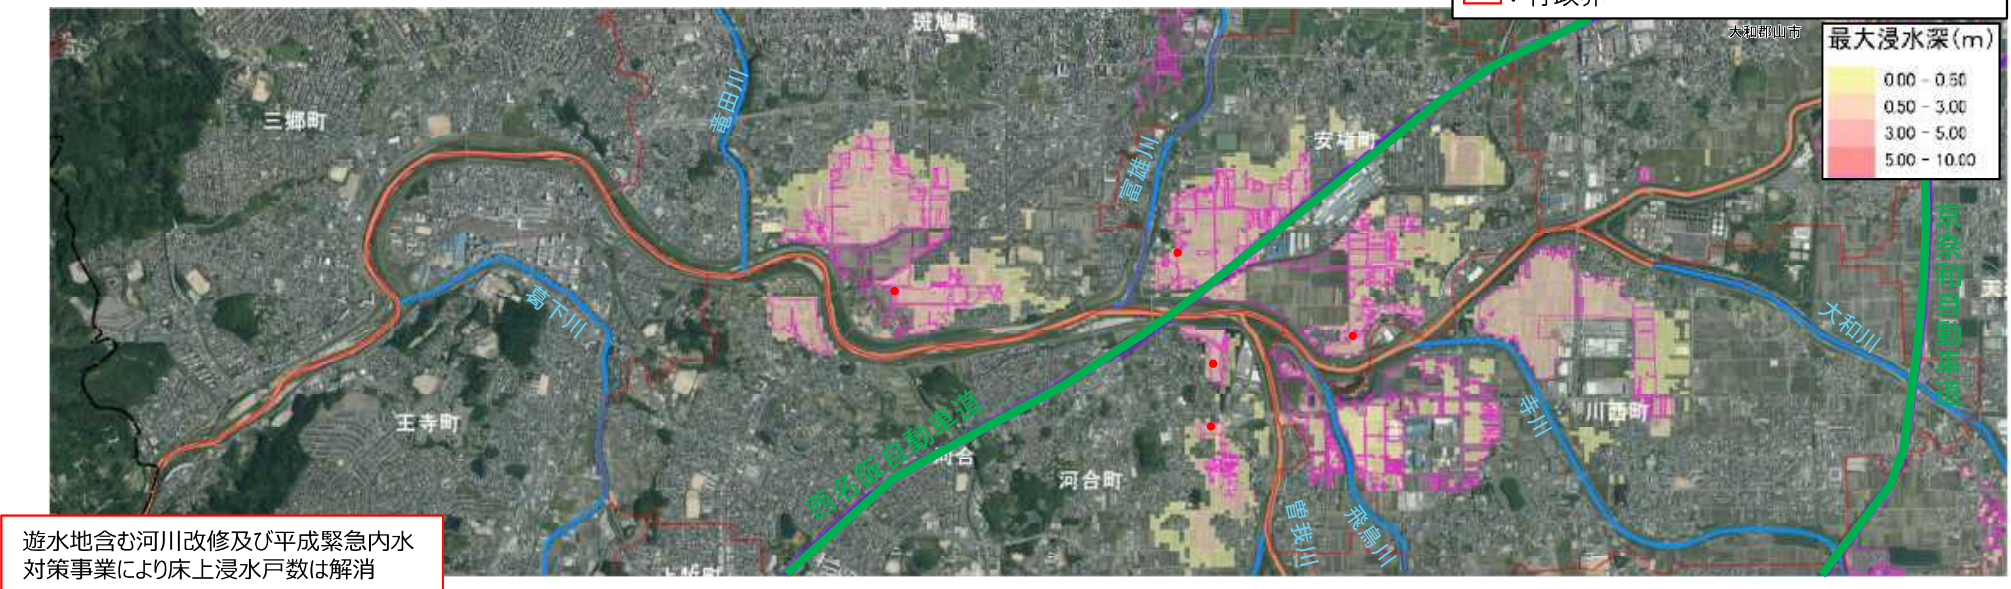 斑鳩町
大和郡山市
最大浸水深(m)
0.00 - 0.50
0.50 - 3.00
3.00 - 5.00
5.00 - 10.00
三郷町
竜田川
富雄川
安堵町
京奈和自動車道
葛下川
大和川
王寺町
西名阪自動車道
河合町
寺川
川西町
曽我川
飛鳥川
遊水地含む河川改修及び平成緊急内水
対策事業により床上浸水戸数は解消